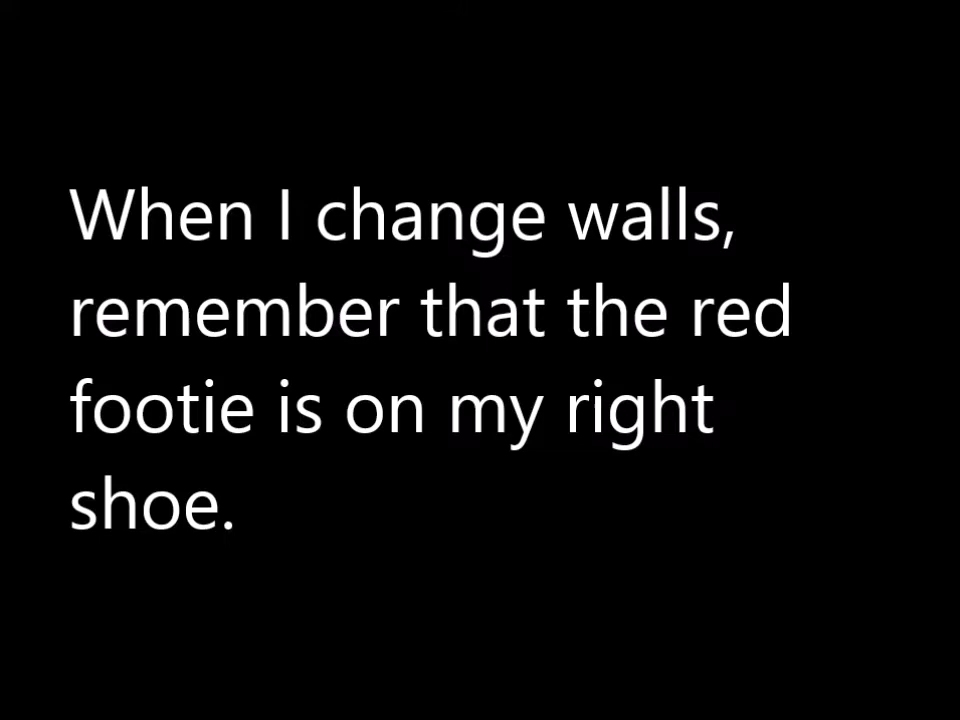 When I change walls,
remember that the red
footie is on my right
shoe.